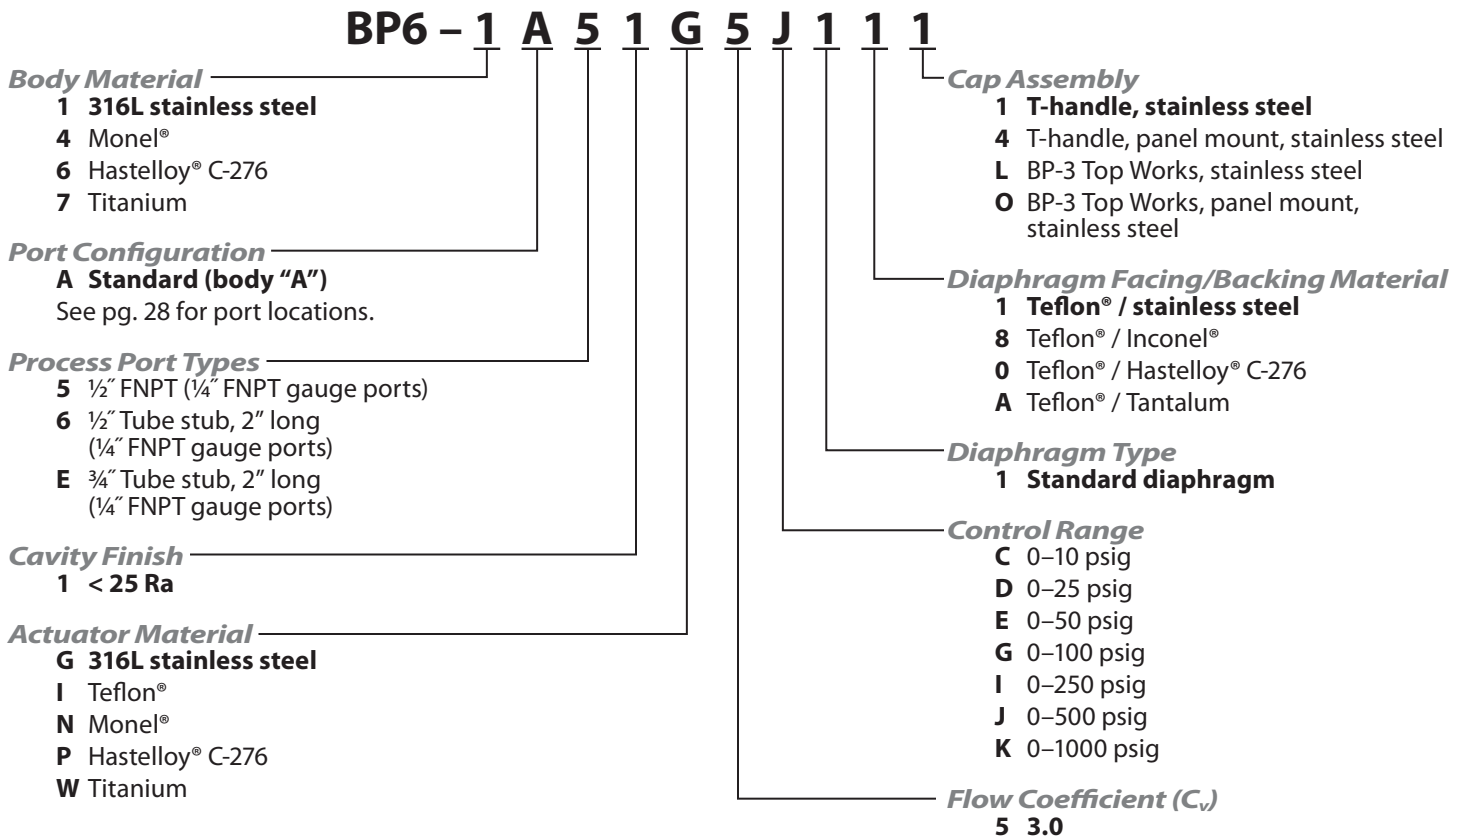 BP6 – 1 A 5 1 G 5 J 1 1 1
Body Material
1 316L stainless steel
4 Monel®
6 Hastelloy® C-276
7 Titanium
Port Configuration
A Standard (body “A”)
See pg. 28 for port locations.
Process Port Types
5 ½˝ FNPT (¼˝ FNPT gauge ports)
6 ½˝ Tube stub, 2” long
(¼˝ FNPT gauge ports)
E ¾˝ Tube stub, 2” long
(¼˝ FNPT gauge ports)
Cavity Finish
1 < 25 Ra
Actuator Material
G 316L stainless steel
I Teflon®
N Monel®
P Hastelloy® C-276
W Titanium
Cap Assembly
1 T-handle, stainless steel
4 T-handle, panel mount, stainless steel
L BP-3 Top Works, stainless steel
O BP-3 Top Works, panel mount,
stainless steel
Diaphragm Facing/Backing Material
1 Teflon® / stainless steel
8 Teflon® / Inconel®
0 Teflon® / Hastelloy® C-276
A Teflon® / Tantalum
Diaphragm Type
1 Standard diaphragm
Control Range
C 0–10 psig
D 0–25 psig
E 0–50 psig
G 0–100 psig
I 0–250 psig
J 0–500 psig
K 0–1000 psig
Flow Coefficient (Cv)
5 3.0